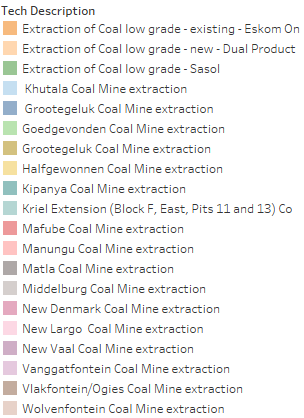 Tech Description
Extraction of Coal low grade - existing - Eskom On
Extraction of Coal low grade - new - Dual Product
Extraction of Coal low grade - Sasol
Khutala Coal Mine extraction
Grootegeluk Coal Mine extraction
Goedgevonden Coal Mine extraction
Grootegeluk Coal Mine extraction
Halfgewonnen Coal Mine extraction
Kipanya Coal Mine extraction
Kriel Extension (Block F, East, Pits 11 and 13) Co
Mafube Coal Mine extraction
Manungu Coal Mine extraction
Matla Coal Mine extraction
Middelburg Coal Mine extraction
New Denmark Coal Mine extraction
New Largo  Coal Mine extraction
New Vaal Coal Mine extraction
Vanggatfontein Coal Mine extraction
Vlakfontein/Ogies Coal Mine extraction
Wolvenfontein Coal Mine extraction